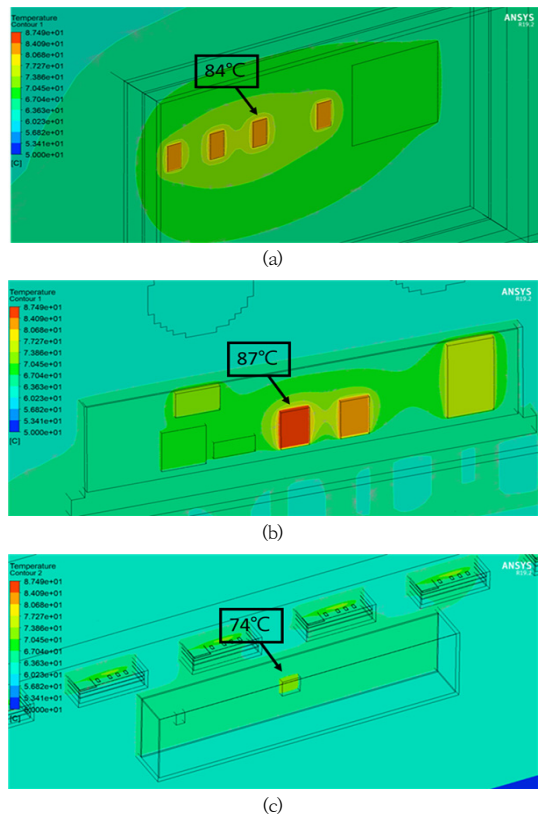 Temperature
Contour 1
8.749e+01
8.409e+01
8.068e+01
7.727e+01
7.386e+01
7.045e+01
6.704e+01
6.363e+01
6.023e+01
5.682e+01
5.341e+01
5.000e+01
[C]
84℃
ANSYS
R19.2
(a)
Temperature
Contour 1
8.749e+01
8.409e+01
8.068e+01
7.727e+01
7.386e+01
7.045e+01
6.704e+01
6.363e+01
6.023e+01
5.682e+01
5.341e+01
5.000e+01
[C]
87℃
ANSYS
R19.2
(b)
Temperature
Contour 2
8.749e+01
8.409e+01
8.068e+01
7.727e+01
7.386e+01
7.045e+01
6.704e+01
6.363e+01
6.023e+01
5.682e+01
5.341e+01
5.000e+01
[C]
74℃
ANSYS
R19.2
(c)